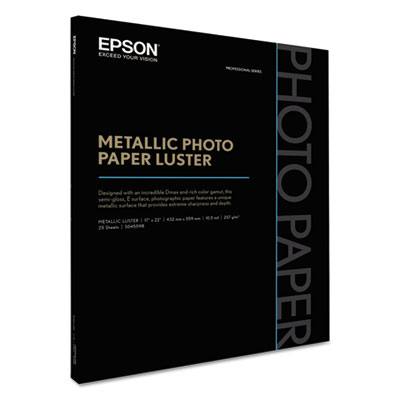 EPSON
EXCEED YOUR VISION
PROFESSIONAL SERIES
PHOTO PAPER
METALLIC PHOTO
PAPER LUSTER
Designed with an incredible Dmax and rich color gamut, this
semi-gloss, E surface, photographic paper features a unique
metallic surface that provides extreme sharpness and depth.
METALLIC LUSTER | 17" x 22" | 432 mm x 559 mm | 10.5 mil | 257 g/m²
25 Sheets | S045598